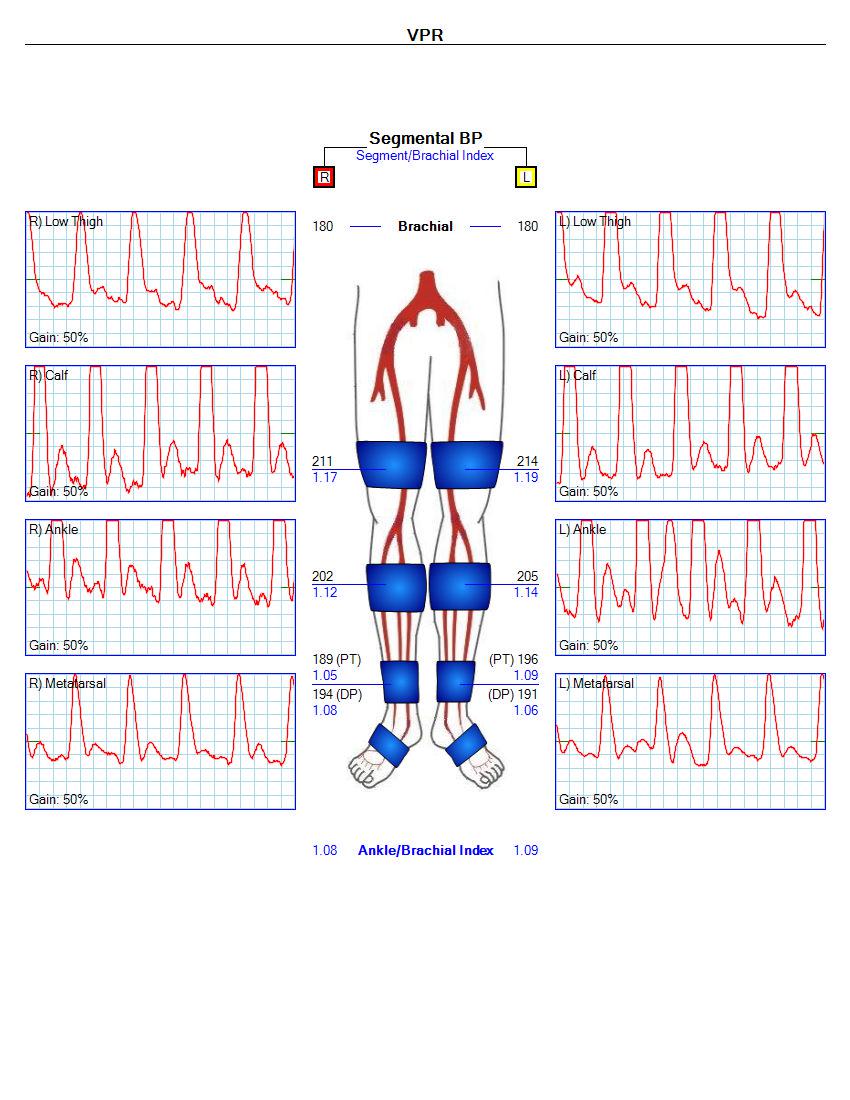 VPR
Segmental BP
Segment/Brachial Index
R
L
180 Brachial 180
R) Low Thigh
Gain: 50%
L) Low Thigh
Gain: 50%
R) Calf
Gain: 50%
L) Calf
Gain: 50%
211
1.17
214
1.19
R) Ankle
Gain: 50%
L) Ankle
Gain: 50%
202
1.12
205
1.14
189 (PT)
1.05
194 (DP)
1.08
(PT) 196
1.09
(DP) 191
1.06
R) Metatarsal
Gain: 50%
L) Metatarsal
Gain: 50%
1.08 Ankle/Brachial Index 1.09